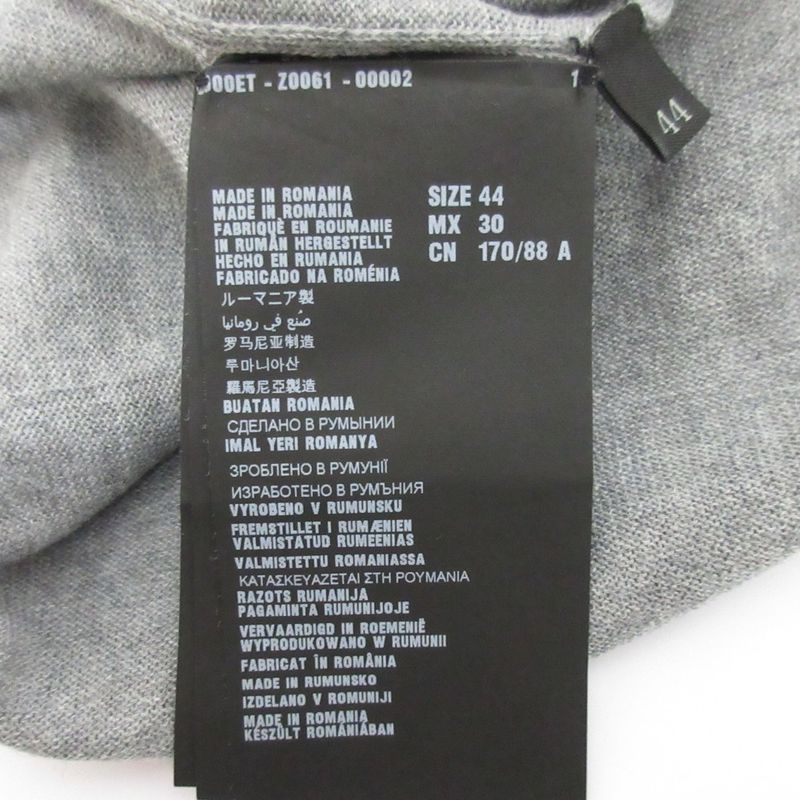 00ET - Z0061 - 00002 1
44
MADE IN ROMANIA
MADE IN ROMANIA
FABRIQUÈ EN ROUMANIE
IN RUMÄN HERGESTELLT
HECHO EN RUMANIA
FABRICADO NA ROMÉNIA
ルーマニア製
صُنع في رومانيا
罗马尼亚制造
루마니아산
羅馬尼亞製造
BUATAN ROMANIA
СДЕЛАНО В РУМЫНИИ
IMAL YERI ROMANYA
ЗРОБЛЕНО В РУМУНІЇ
ИЗРАБОТЕНО В РУМЪНИЯ
VYROBENO V RUMUNSKU
FREMSTILLET I RUMÆNIEN
VALMISTATUD RUMEENIAS
VALMISTETTU ROMANIASSA
ΚΑΤΑΣΚΕΥΑΖΕΤΑΙ ΣΤΗ ΡΟΥΜΑΝΙΑ
RAZOTS RUMANIJA
PAGAMINTA RUMUNIJOJE
VERVAARDIGD IN ROEMENIË
WYPRODUKOWANO W RUMUNII
FABRICAT ÎN ROMÂNIA
MADE IN RUMUNSKO
IZDELANO V ROMUNIJI
MADE IN ROMANIA
KÉSZÜLT ROMÁNIÁBAN
SIZE 44
MX 30
CN 170/88 A